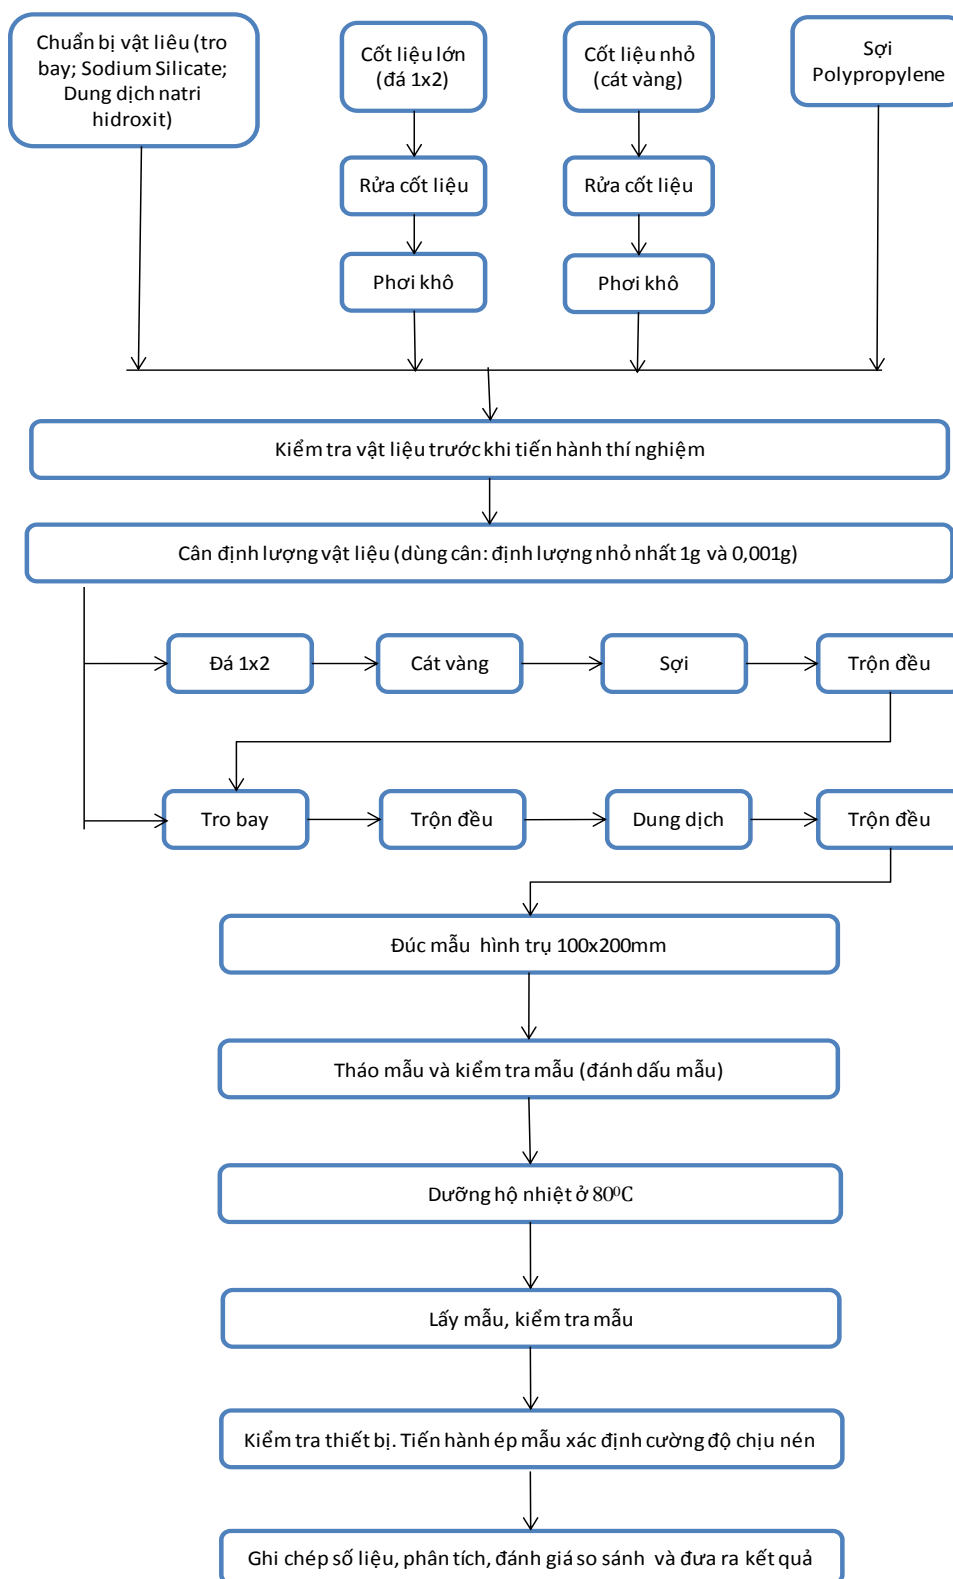 Chuẩn bị vật liêu (tro
bay; Sodium Silicate;
Dung dịch natri
hidroxit)
Cốt liệu lớn
(đá 1x2)
Cốt liệu nhỏ
(cát vàng)
Sợi
Polypropylene
Rửa cốt liệu
Rửa cốt liệu
Phơi khô
Phơi khô
Kiểm tra vật liệu trước khi tiến hành thí nghiệm
Cân định lượng vật liệu (dùng cân: định lượng nhỏ nhất 1g và 0,001g)
Đá 1x2
Cát vàng
Sợi
Trộn đều
Tro bay
Trộn đều
Dung dịch
Trộn đều
Đúc mẫu hình trụ 100x200mm
Tháo mẫu và kiểm tra mẫu (đánh dấu mẫu)
Dưỡng hộ nhiệt ở 80⁰C
Lấy mẫu, kiểm tra mẫu
Kiểm tra thiết bị. Tiến hành ép mẫu xác định cường độ chịu nén
Ghi chép số liệu, phân tích, đánh giá so sánh và đưa ra kết quả